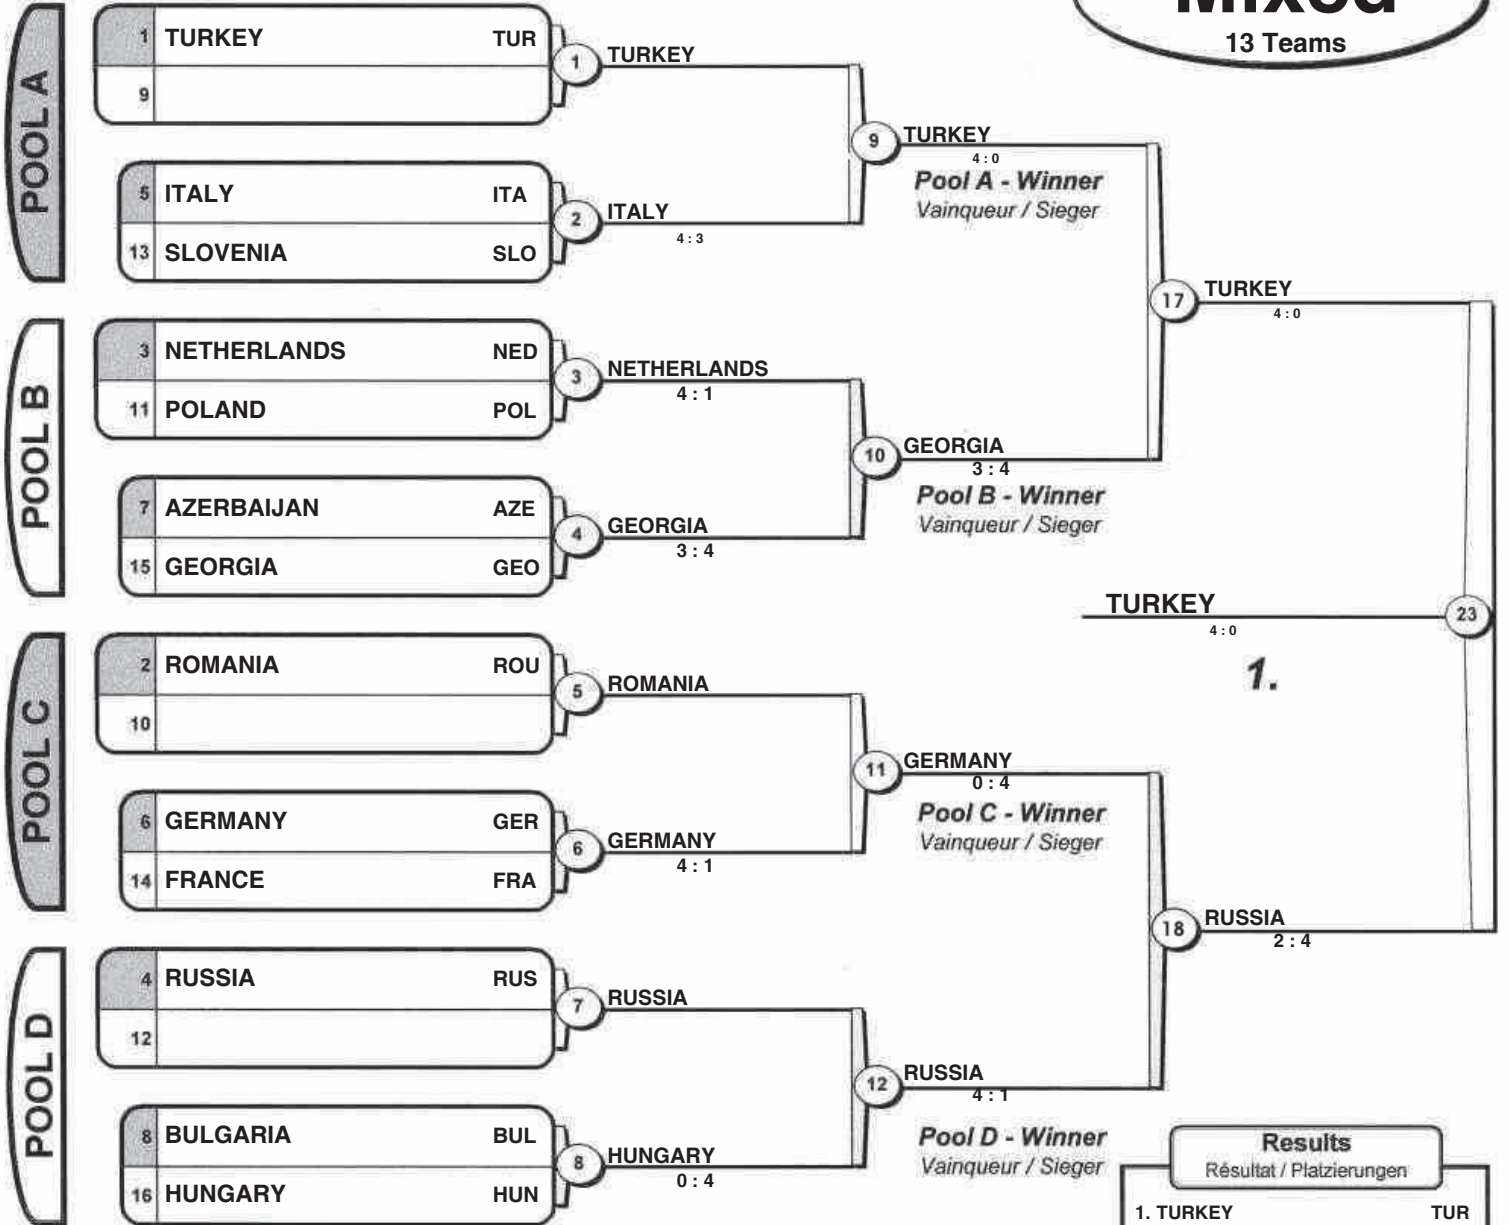 Mixed
13 Teams
POOL A
1 TURKEY TUR
9
1 TURKEY
5 ITALY ITA
13 SLOVENIA SLO
2 ITALY
4 : 3
9 TURKEY
4 : 0
Pool A - Winner
Vainqueur / Sieger
POOL B
3 NETHERLANDS NED
11 POLAND POL
3 NETHERLANDS
4 : 1
7 AZERBAIJAN AZE
15 GEORGIA GEO
4 GEORGIA
3 : 4
10 GEORGIA
3 : 4
Pool B - Winner
Vainqueur / Sieger
17 TURKEY
4 : 0
POOL C
2 ROMANIA ROU
10
5 ROMANIA
6 GERMANY GER
14 FRANCE FRA
6 GERMANY
4 : 1
11 GERMANY
0 : 4
Pool C - Winner
Vainqueur / Sieger
POOL D
4 RUSSIA RUS
12
7 RUSSIA
8 BULGARIA BUL
16 HUNGARY HUN
8 HUNGARY
0 : 4
12 RUSSIA
4 : 1
Pool D - Winner
Vainqueur / Sieger
18 RUSSIA
2 : 4
TURKEY 23
4 : 0
1.
Results
Résultat / Platzierungen
1. TURKEY TUR